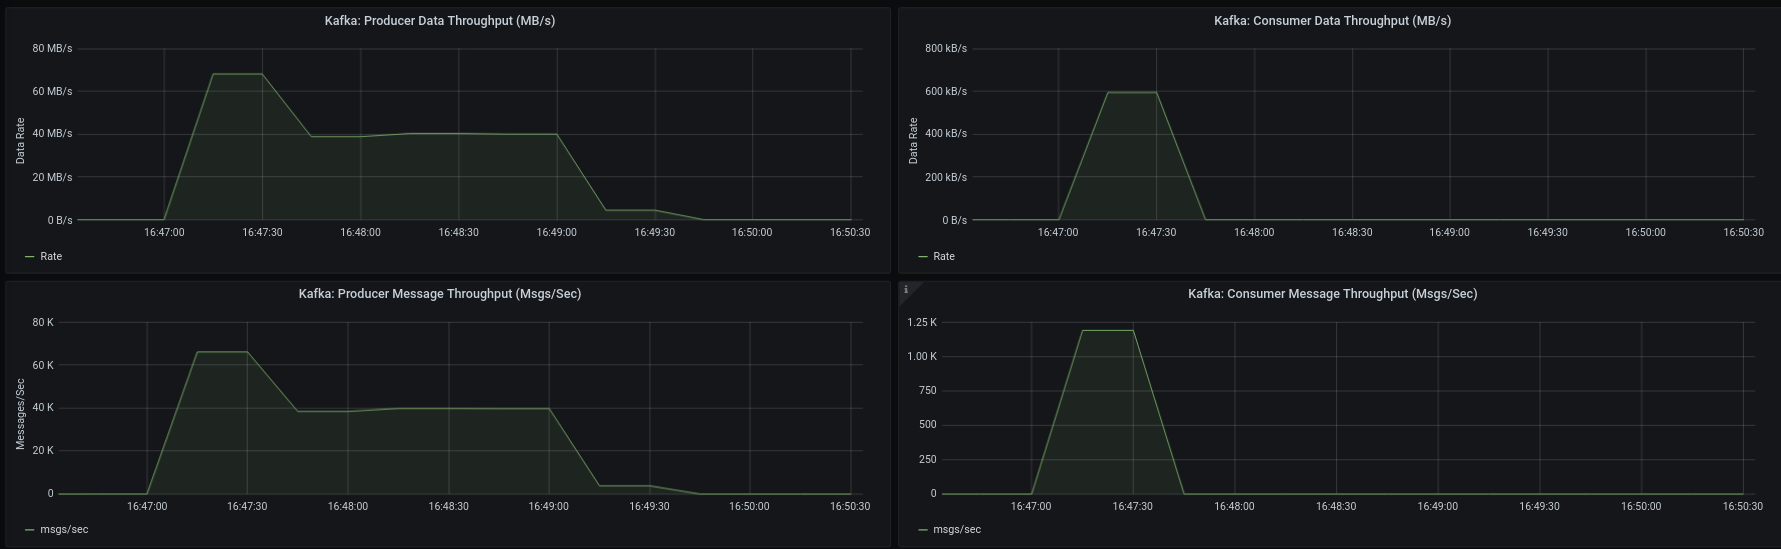 Kafka: Producer Data Throughput (MB/s)
80 MB/s
60 MB/s
40 MB/s
20 MB/s
0 B/s
Data Rate
16:47:00 16:47:30 16:48:00 16:48:30 16:49:00 16:49:30 16:50:00 16:50:30
Rate
Kafka: Consumer Data Throughput (MB/s)
800 kB/s
600 kB/s
400 kB/s
200 kB/s
0 B/s
Data Rate
16:47:00 16:47:30 16:48:00 16:48:30 16:49:00 16:49:30 16:50:00 16:50:30
Rate
Kafka: Producer Message Throughput (Msgs/Sec)
80 K
60 K
40 K
20 K
0
Messages/Sec
16:47:00 16:47:30 16:48:00 16:48:30 16:49:00 16:49:30 16:50:00 16:50:30
msgs/sec
i
Kafka: Consumer Message Throughput (Msgs/Sec)
1.25 K
1.00 K
750
500
250
0
16:47:00 16:47:30 16:48:00 16:48:30 16:49:00 16:49:30 16:50:00 16:50:30
msgs/sec